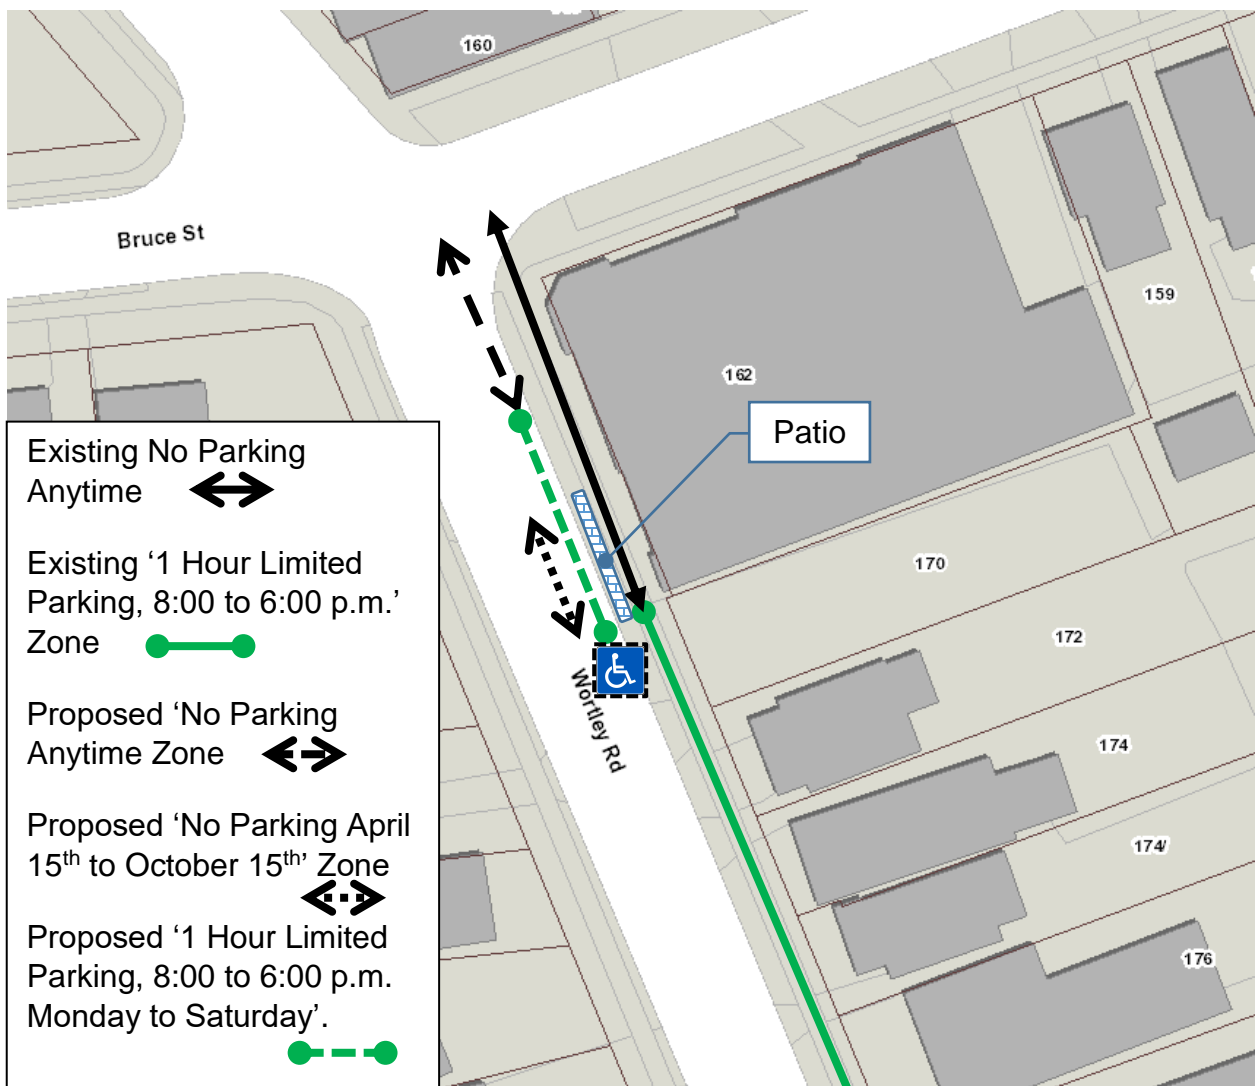 160
Bruce St
159
162
Patio
170
172
Wortley Rd
174
174/
176
Existing No Parking
Anytime
Existing ‘1 Hour Limited
Parking, 8:00 to 6:00 p.m.’
Zone
Proposed ‘No Parking
Anytime Zone
Proposed ‘No Parking April
15th to October 15th’ Zone
Proposed ‘1 Hour Limited
Parking, 8:00 to 6:00 p.m.
Monday to Saturday’.